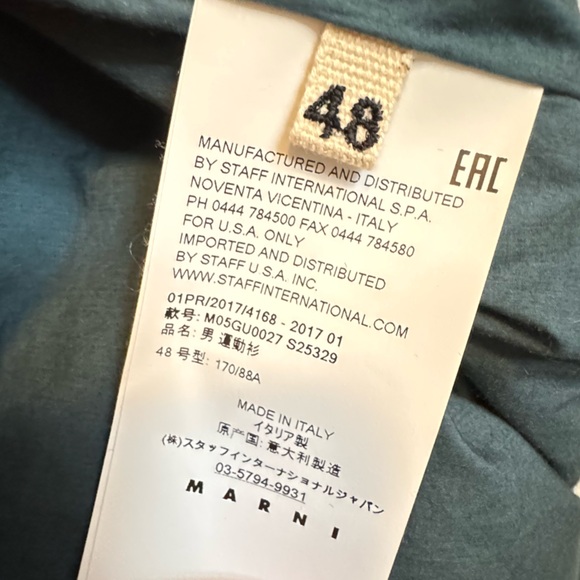 48
EAC
MANUFACTURED AND DISTRIBUTED
BY STAFF INTERNATIONAL S.P.A.
NOVENTA VICENTINA - ITALY
PH 0444 784500 FAX 0444 784580
FOR U.S.A. ONLY
IMPORTED AND DISTRIBUTED
BY STAFF U.S.A. INC.
WWW.STAFFINTERNATIONAL.COM
01PR/2017/4168 - 2017 01
款号: M05GU0027 S25329
品名: 男 運動衫
48 号型: 170/88A
MADE IN ITALY
イタリア製
原产国: 意大利製造
(株)スタッフインターナショナルジャパン
03-5794-9931
MARNI